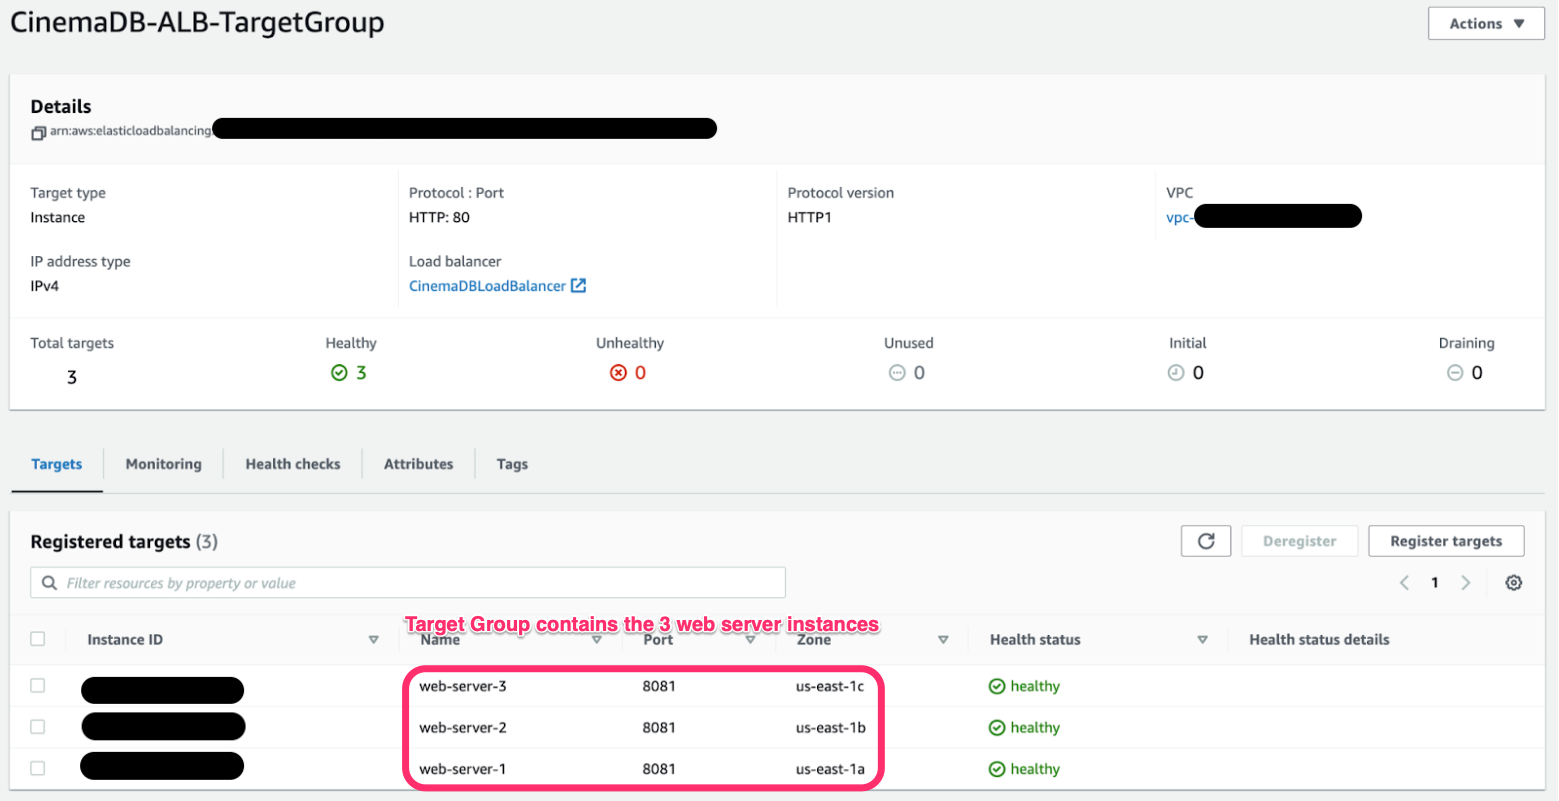 CinemaDB-ALB-TargetGroup
Actions
Details
arn:aws:elasticloadbalancing:
Target type
Instance
Protocol : Port
HTTP: 80
Protocol version
HTTP1
VPC
vpc-
IP address type
IPv4
Load balancer
CinemaDBLoadBalancer
Total targets
3
Healthy
3
Unhealthy
0
Unused
0
Initial
0
Draining
0
Targets
Monitoring
Health checks
Attributes
Tags
Registered targets (3)
Deregister
Register targets
Filter resources by property or value
1
Target Group contains the 3 web server instances
Instance ID
Name
Port
Zone
Health status
Health status details
web-server-3
8081
us-east-1c
healthy
web-server-2
8081
us-east-1b
healthy
web-server-1
8081
us-east-1a
healthy